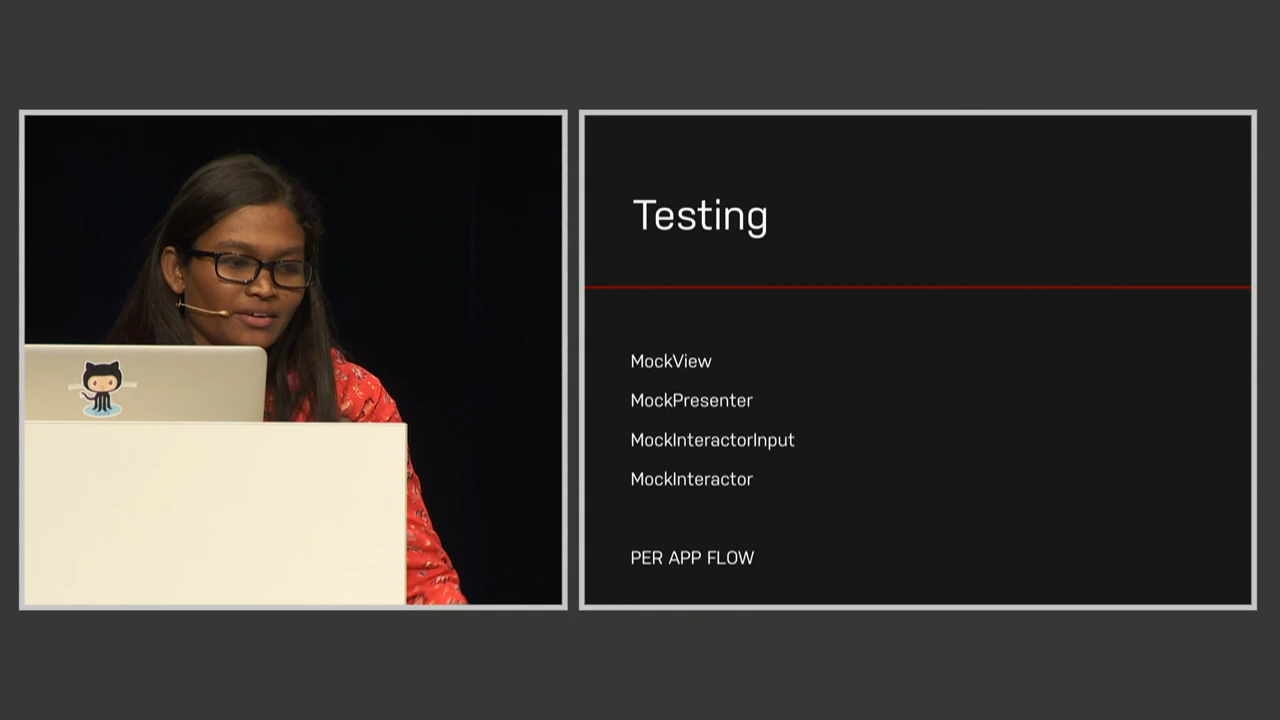 Testing
MockView
MockPresenter
MockInteractorInput
MockInteractor
PER APP FLOW